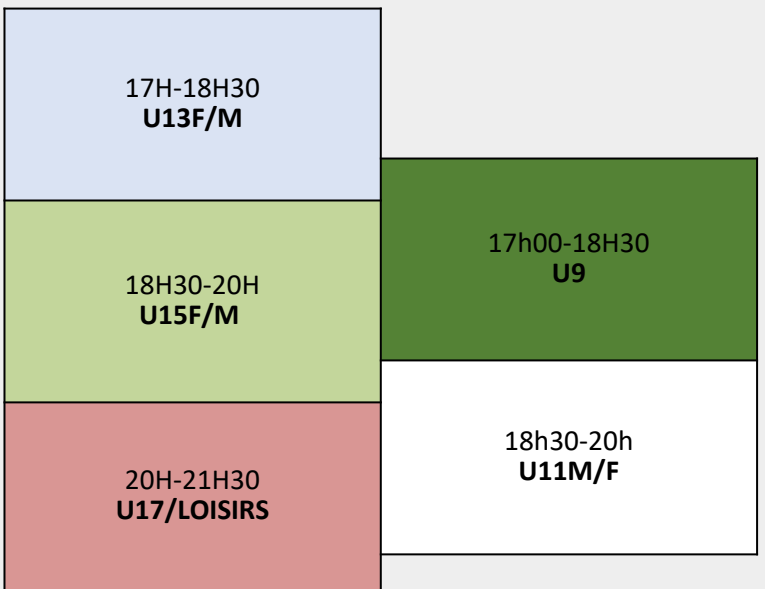 17H-18H30
U13F/M
18H30-20H
U15F/M
20H-21H30
U17/LOISIRS
17h00-18H30
U9
18h30-20h
U11M/F